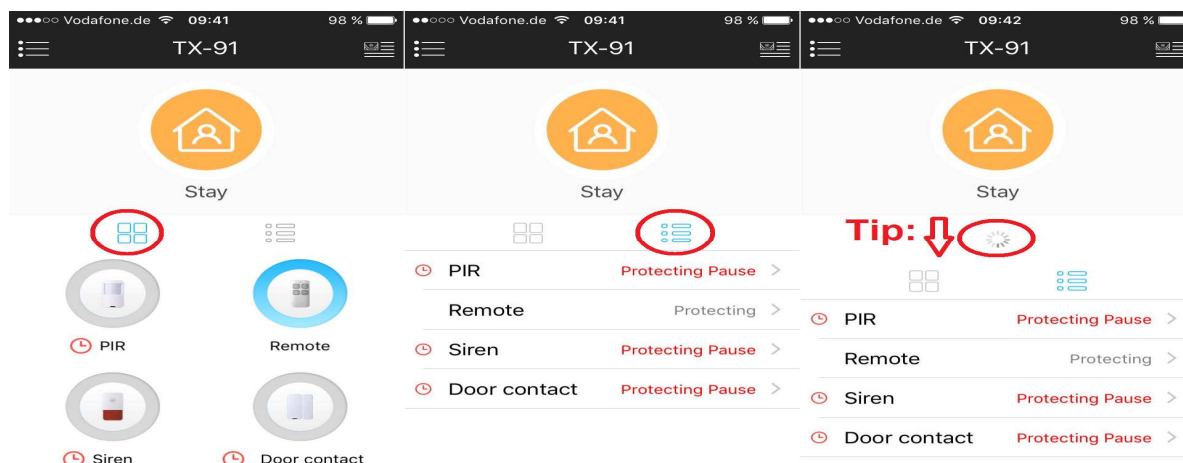 Vodafone.de 09:41 98 %
TX-91
Stay
PIR Remote
Siren Door contact
Vodafone.de 09:41 98 %
TX-91
Stay
PIR Protecting Pause
Remote Protecting
Siren Protecting Pause
Door contact Protecting Pause
Vodafone.de 09:42 98 %
TX-91
Stay
Tip:
PIR Protecting Pause
Remote Protecting
Siren Protecting Pause
Door contact Protecting Pause